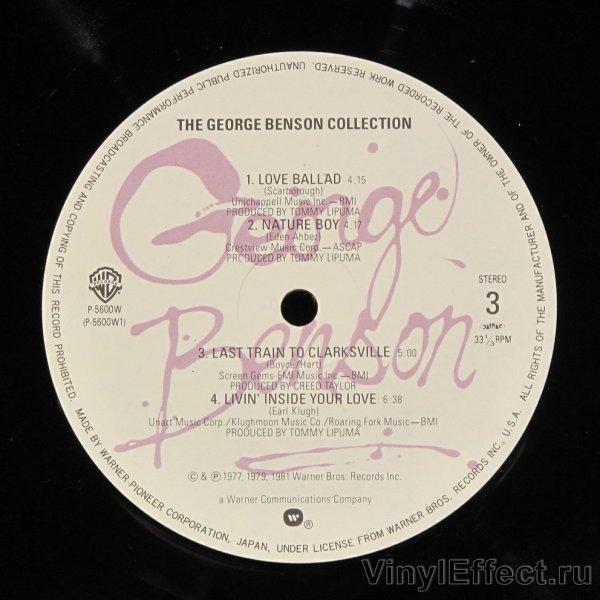 THE GEORGE BENSON COLLECTION
1. LOVE BALLAD 4:15
(Scarborough)
Unichappell Music Inc.—BMI
PRODUCED BY TOMMY LIPUMA
2. NATURE BOY 4:17
(Eden Ahbez)
Crestview Music Corp.—ASCAP
PRODUCED BY TOMMY LIPUMA
George
Benson
WB
P-5600W
(P-5600W1)
STEREO
3
33 1/3 RPM
3. LAST TRAIN TO CLARKSVILLE 5:00
(Boyce/Hart)
Screen Gems-EMI Music Inc.—BMI
PRODUCED BY CREED TAYLOR
4. LIVIN' INSIDE YOUR LOVE 6:38
(Earl Klugh)
Unact Music Corp./Klughmoon Music Co./Roaring Fork Music—BMI
PRODUCED BY TOMMY LIPUMA
© & ℗ 1977, 1979, 1981 Warner Bros. Records Inc.
a Warner Communications Company
®
MADE BY WARNER-PIONEER CORPORATION, JAPAN, UNDER LICENSE FROM WARNER BROS. RECORDS INC., U.S.A. ALL RIGHTS OF THE MANUFACTURER AND OF THE OWNER OF THE RECORDED WORK RESERVED. UNAUTHORIZED PUBLIC PERFORMANCE BROADCASTING AND COPYING OF THIS RECORD PROHIBITED.
VinylEffect.ru